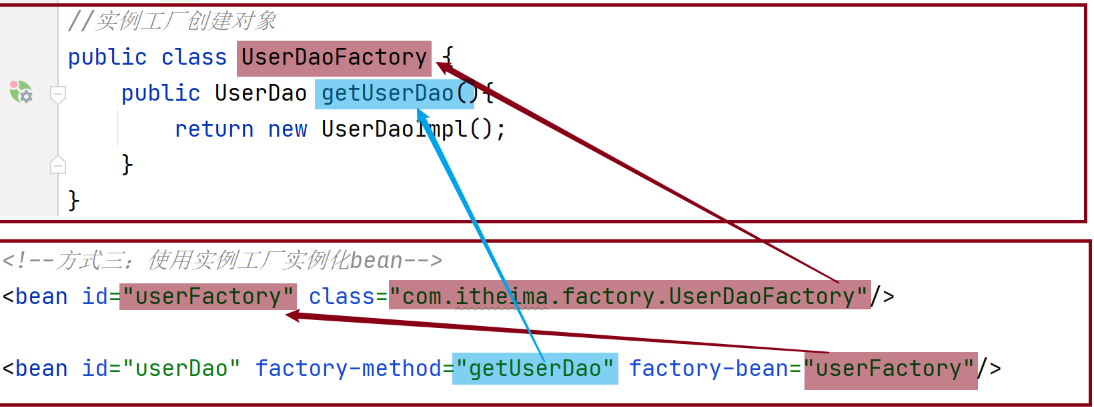 //实例工厂创建对象
public class UserDaoFactory {
public UserDao getUserDao(){
return new UserDaoImpl();
}
}
<!--方式三：使用实例工厂实例化bean-->
<bean id="userFactory" class="com.itheima.factory.UserDaoFactory"/>
<bean id="userDao" factory-method="getUserDao" factory-bean="userFactory"/>